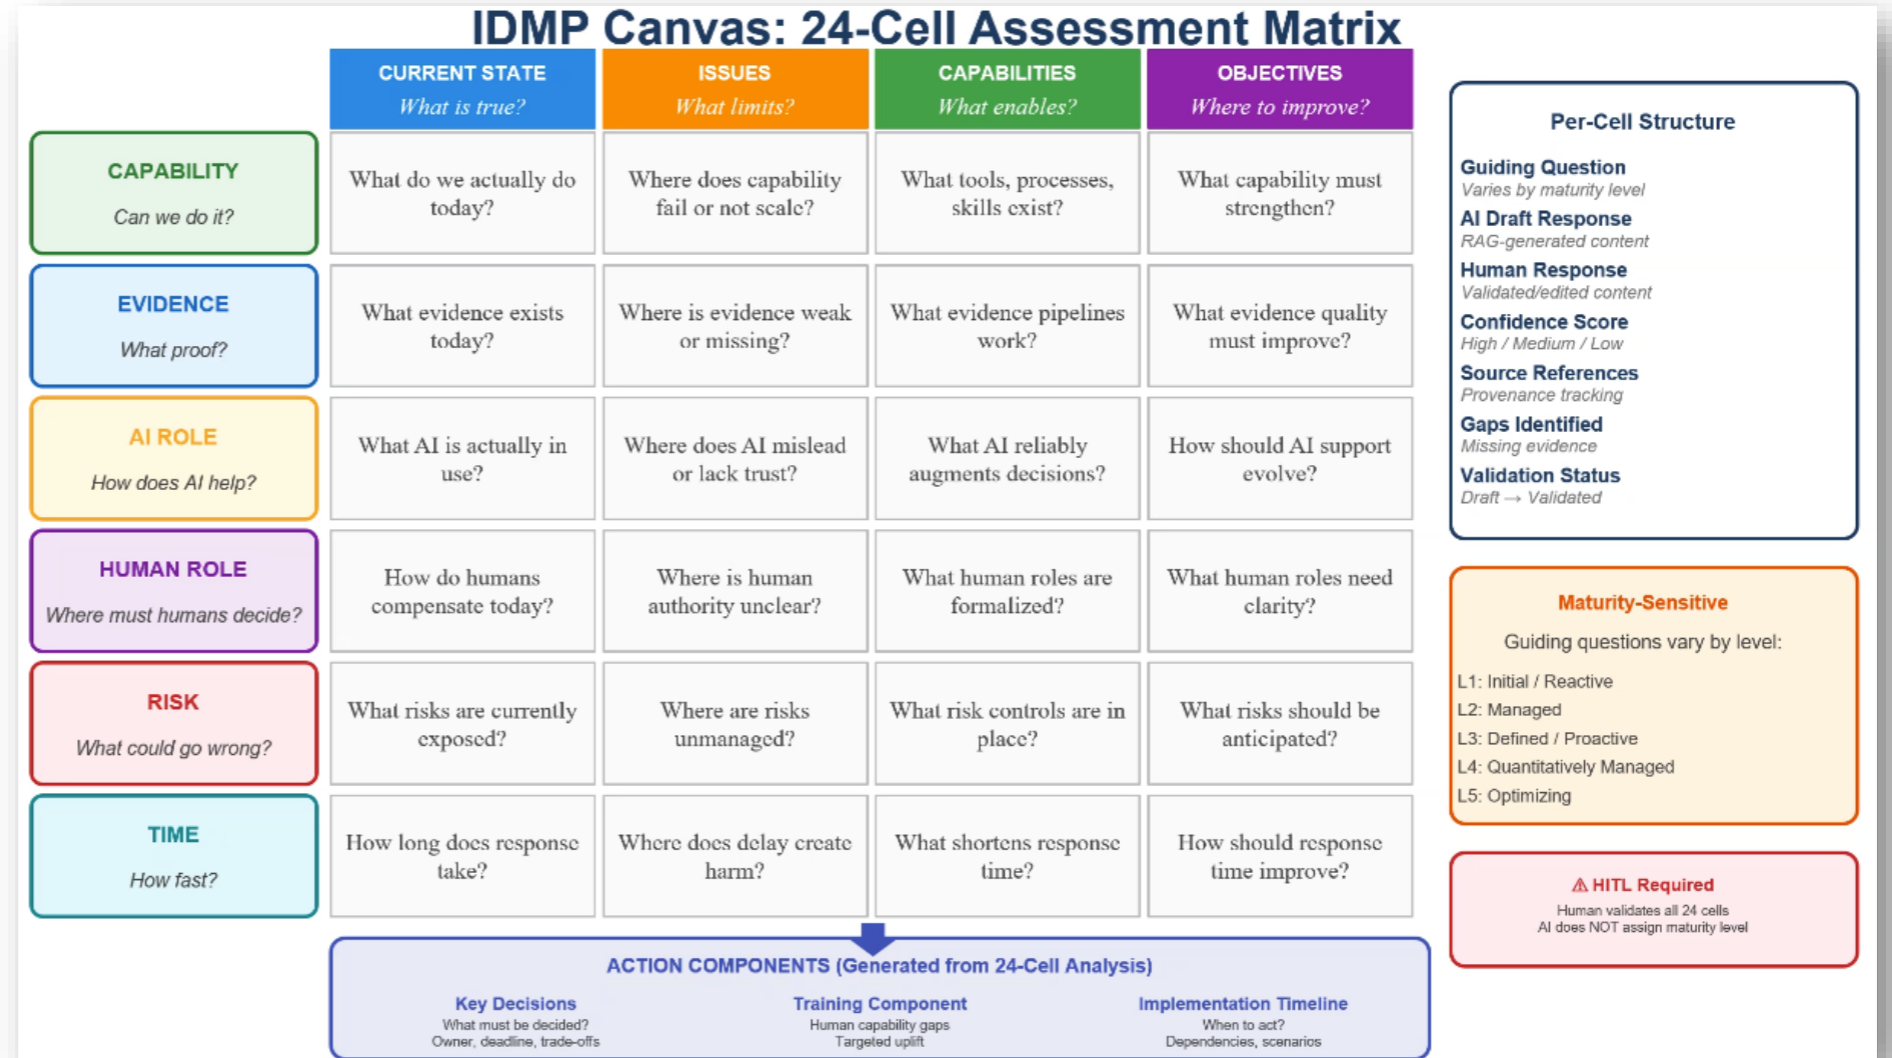 IDMP Canvas: 24-Cell Assessment Matrix
CURRENT STATE
What is true?
ISSUES
What limits?
CAPABILITIES
What enables?
OBJECTIVES
Where to improve?
CAPABILITY
Can we do it?
What do we actually do
today?
Where does capability
fail or not scale?
What tools, processes,
skills exist?
What capability must
strengthen?
EVIDENCE
What proof?
What evidence exists
today?
Where is evidence weak
or missing?
What evidence pipelines
work?
What evidence quality
must improve?
AI ROLE
How does AI help?
What AI is actually in
use?
Where does AI mislead
or lack trust?
What AI reliably
augments decisions?
How should AI support
evolve?
HUMAN ROLE
Where must humans decide?
How do humans
compensate today?
Where is human
authority unclear?
What human roles are
formalized?
What human roles need
clarity?
RISK
What could go wrong?
What risks are currently
exposed?
Where are risks
unmanaged?
What risk controls are in
place?
What risks should be
anticipated?
TIME
How fast?
How long does response
take?
Where does delay create
harm?
What shortens response
time?
How should response
time improve?
ACTION COMPONENTS (Generated from 24-Cell Analysis)
Key Decisions
What must be decided?
Owner, deadline, trade-offs
Training Component
Human capability gaps
Targeted uplift
Implementation Timeline
When to act?
Dependencies, scenarios
Per-Cell Structure
Guiding Question
Varies by maturity level
AI Draft Response
RAG-generated content
Human Response
Validated/edited content
Confidence Score
High / Medium / Low
Source References
Provenance tracking
Gaps Identified
Missing evidence
Validation Status
Draft → Validated
Maturity-Sensitive
Guiding questions vary by level:
L1: Initial / Reactive
L2: Managed
L3: Defined / Proactive
L4: Quantitatively Managed
L5: Optimizing
⚠ HITL Required
Human validates all 24 cells
AI does NOT assign maturity level